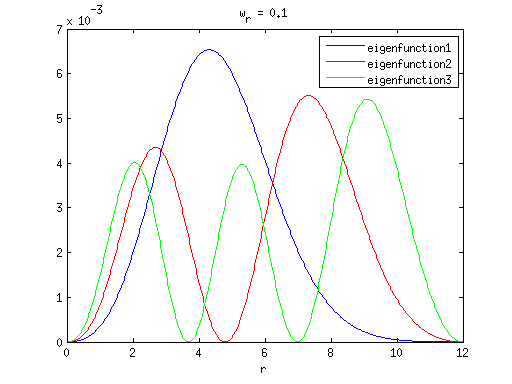 ω_r = 0.1
7 x 10^-3
eigenfunction1
eigenfunction2
eigenfunction3
6
5
4
3
2
1
0
0 2 4 6 8 10 12
r